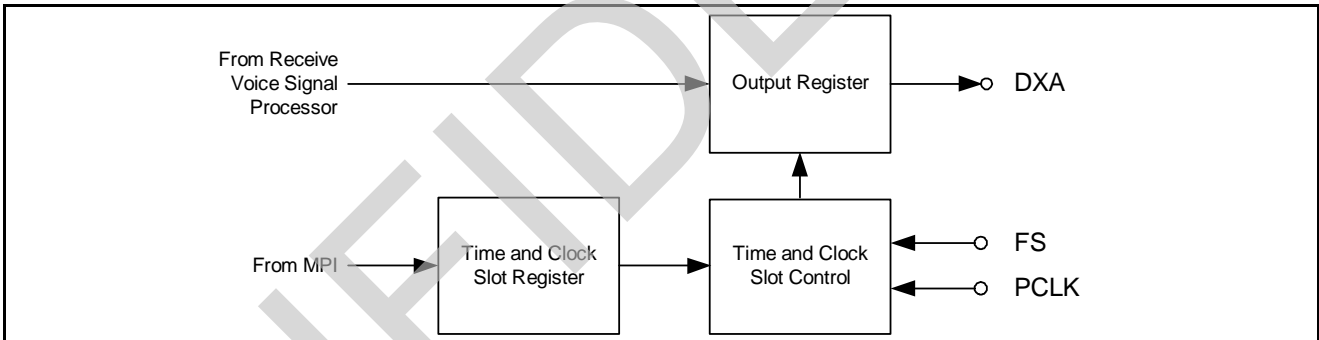 From Receive
Voice Signal
Processor
Output Register
DXA
From MPI
Time and Clock
Slot Register
Time and Clock
Slot Control
FS
PCLK